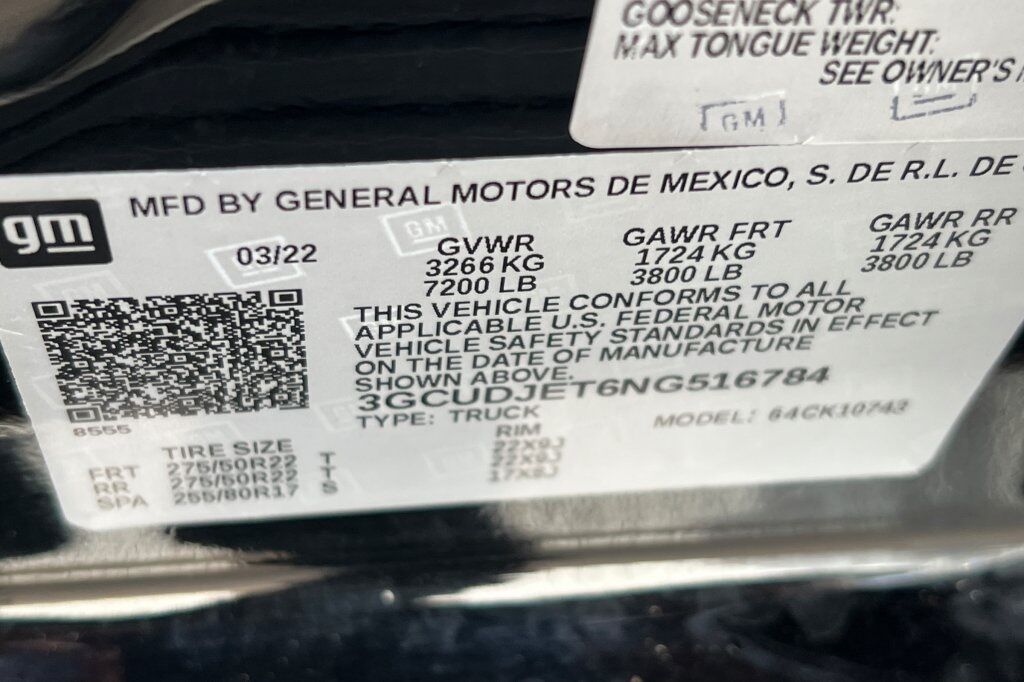 GOOSENECK TWR:
MAX TONGUE WEIGHT:
SEE OWNER'S
GM
MFD BY GENERAL MOTORS DE MEXICO, S. DE R.L. DE
gm
03/22
GM
GVWR GAWR FRT GAWR RR
3266 KG 1724 KG 1724 KG
7200 LB 3800 LB 3800 LB
THIS VEHICLE CONFORMS TO ALL
APPLICABLE U.S. FEDERAL MOTOR
VEHICLE SAFETY STANDARDS IN EFFECT
ON THE DATE OF MANUFACTURE
SHOWN ABOVE.
3GCUDJET6NG516784
TYPE: TRUCK MODEL: 64CK10743
8555
TIRE SIZE RIM
FRT 275/50R22 T 22X9J
RR 275/50R22 T 22X9J
SPA 255/80R17 S 17X8J